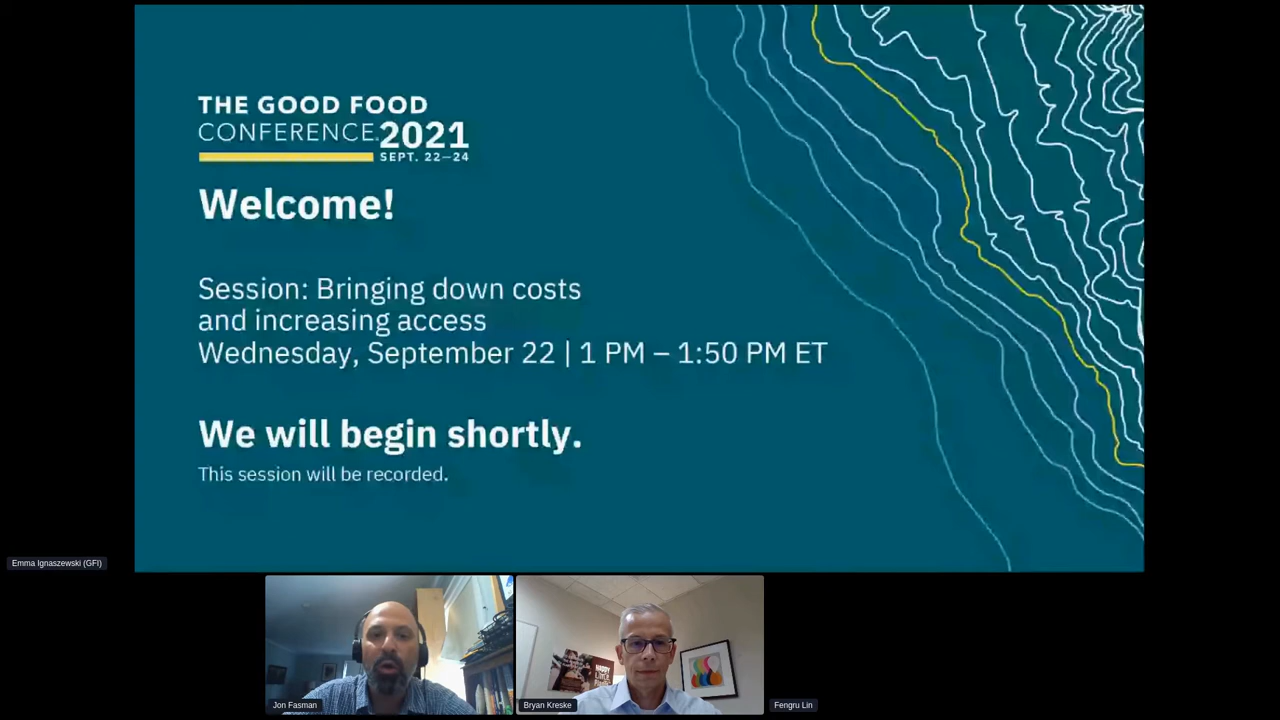 THE GOOD FOOD
CONFERENCE 2021
SEPT. 22–24
Welcome!
Session: Bringing down costs
and increasing access
Wednesday, September 22 | 1 PM – 1:50 PM ET
We will begin shortly.
This session will be recorded.
Emma Ignaszewski (GFI)
Jon Fasman
Bryan Kreske
Fengru Lin